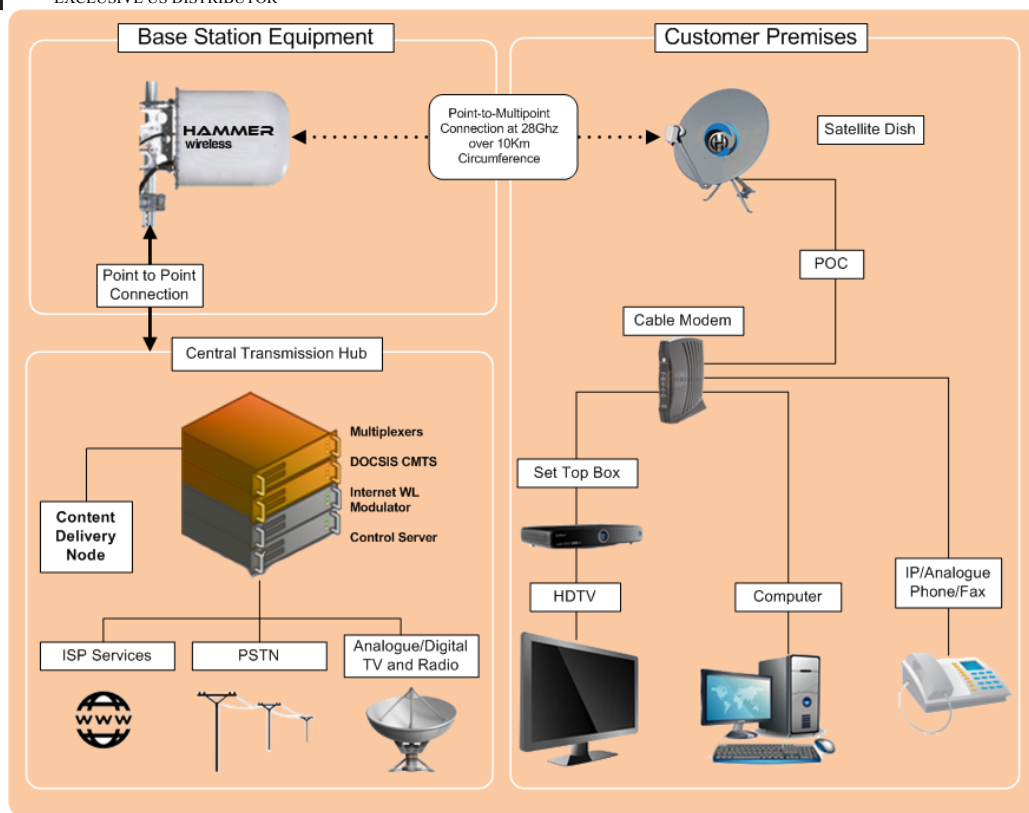 EXCLUSIVE US DISTRIBUTOR
Base Station Equipment
Customer Premises
HAMMER
wireless
Point-to-Multipoint
Connection at 28Ghz
over 10Km
Circumference
Satellite Dish
Point to Point
Connection
POC
Cable Modem
Central Transmission Hub
Multiplexers
DOCSIS CMTS
Internet WL
Modulator
Control Server
Content
Delivery
Node
Set Top Box
HDTV
Computer
IP/Analogue
Phone/Fax
ISP Services
PSTN
Analogue/Digital
TV and Radio
WWW